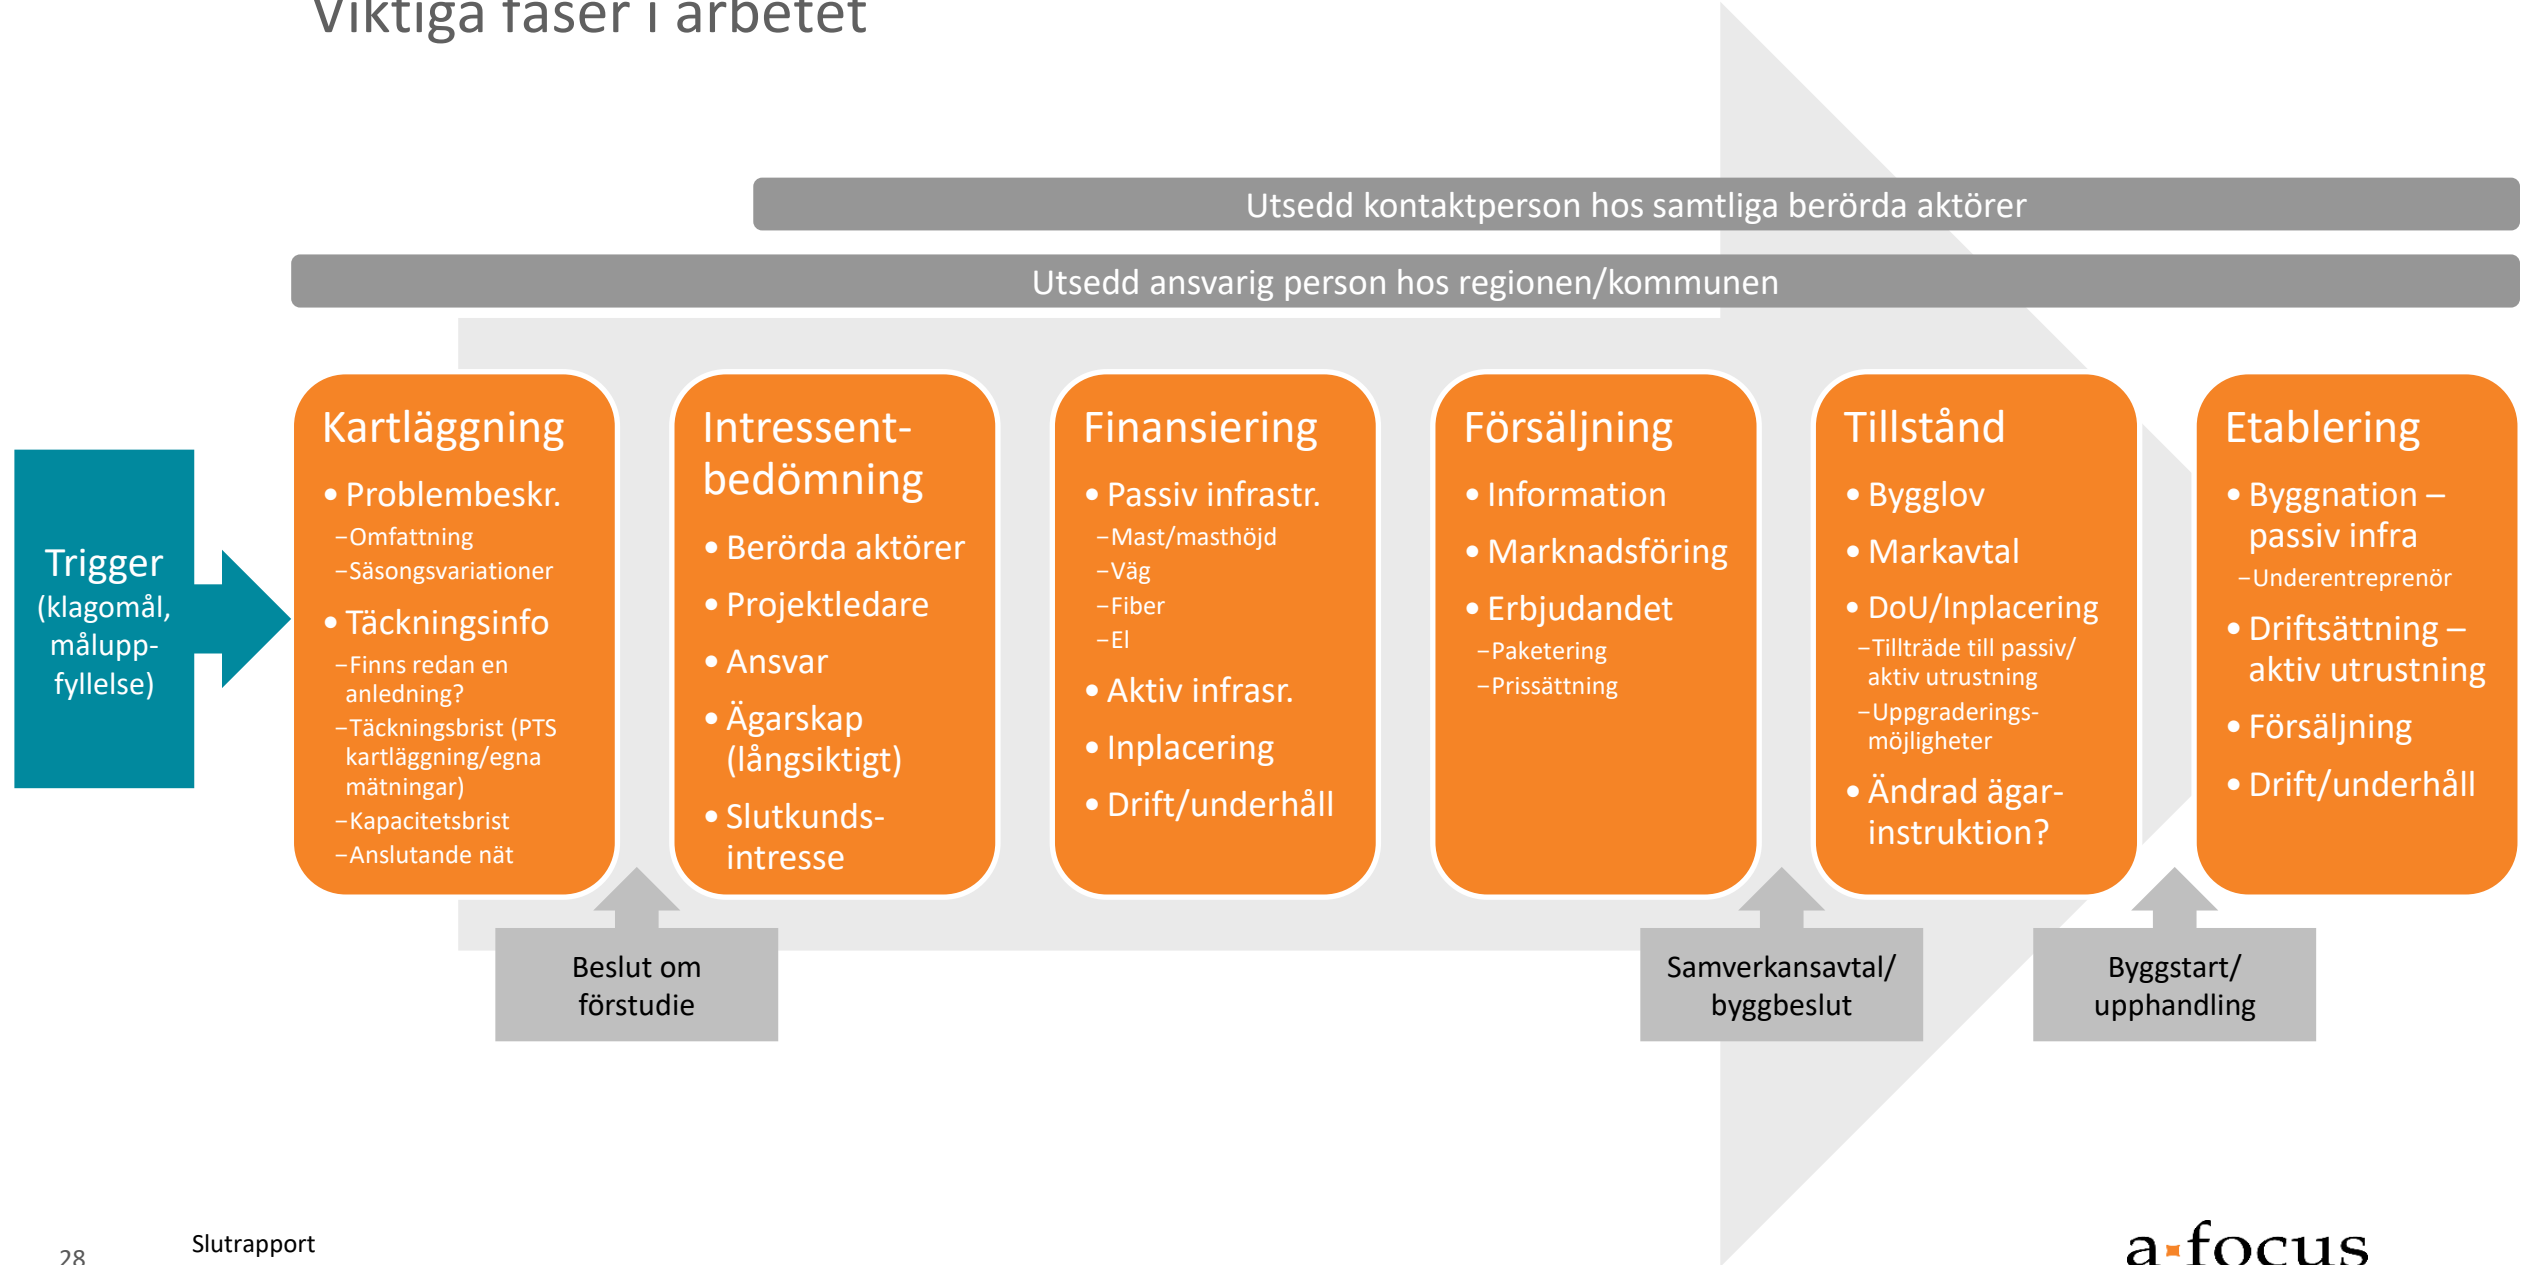 Viktiga faser i arbetet
Utsedd kontaktperson hos samtliga berörda aktörer
Utsedd ansvarig person hos regionen/kommunen
Trigger
(klagomål,
målupp-
fyllelse)
Kartläggning
• Problembeskr.
–Omfattning
–Säsongsvariationer
• Täckningsinfo
–Finns redan en
anledning?
–Täckningsbrist (PTS
kartläggning/egna
mätningar)
–Kapacitetsbrist
–Anslutande nät
Intressent-
bedömning
• Berörda aktörer
• Projektledare
• Ansvar
• Ägarskap
(långsiktigt)
• Slutkunds-
intresse
Finansiering
• Passiv infrastr.
–Mast/masthöjd
–Väg
–Fiber
–El
• Aktiv infrasr.
• Inplacering
• Drift/underhåll
Försäljning
• Information
• Marknadsföring
• Erbjudandet
–Paketering
–Prissättning
Tillstånd
• Bygglov
• Markavtal
• DoU/Inplacering
–Tillträde till passiv/
aktiv utrustning
–Uppgraderings-
möjligheter
• Ändrad ägar-
instruktion?
Etablering
• Byggnation –
passiv infra
–Underentreprenör
• Driftsättning –
aktiv utrustning
• Försäljning
• Drift/underhåll
Beslut om
förstudie
Samverkansavtal/
byggbeslut
Byggstart/
upphandling
28
Slutrapport
a focus